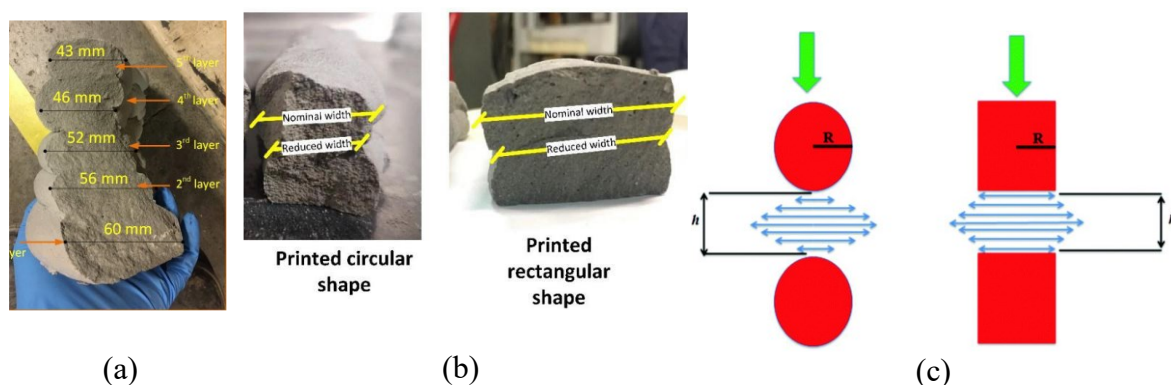 43 mm
5th layer
46 mm
4th layer
52 mm
3rd layer
56 mm
2nd layer
60 mm
yer
(a)
Nominal width
Reduced width
Printed circular
shape
Nominal width
Reduced width
Printed
rectangular
shape
(b)
R
h
R
h
(c)